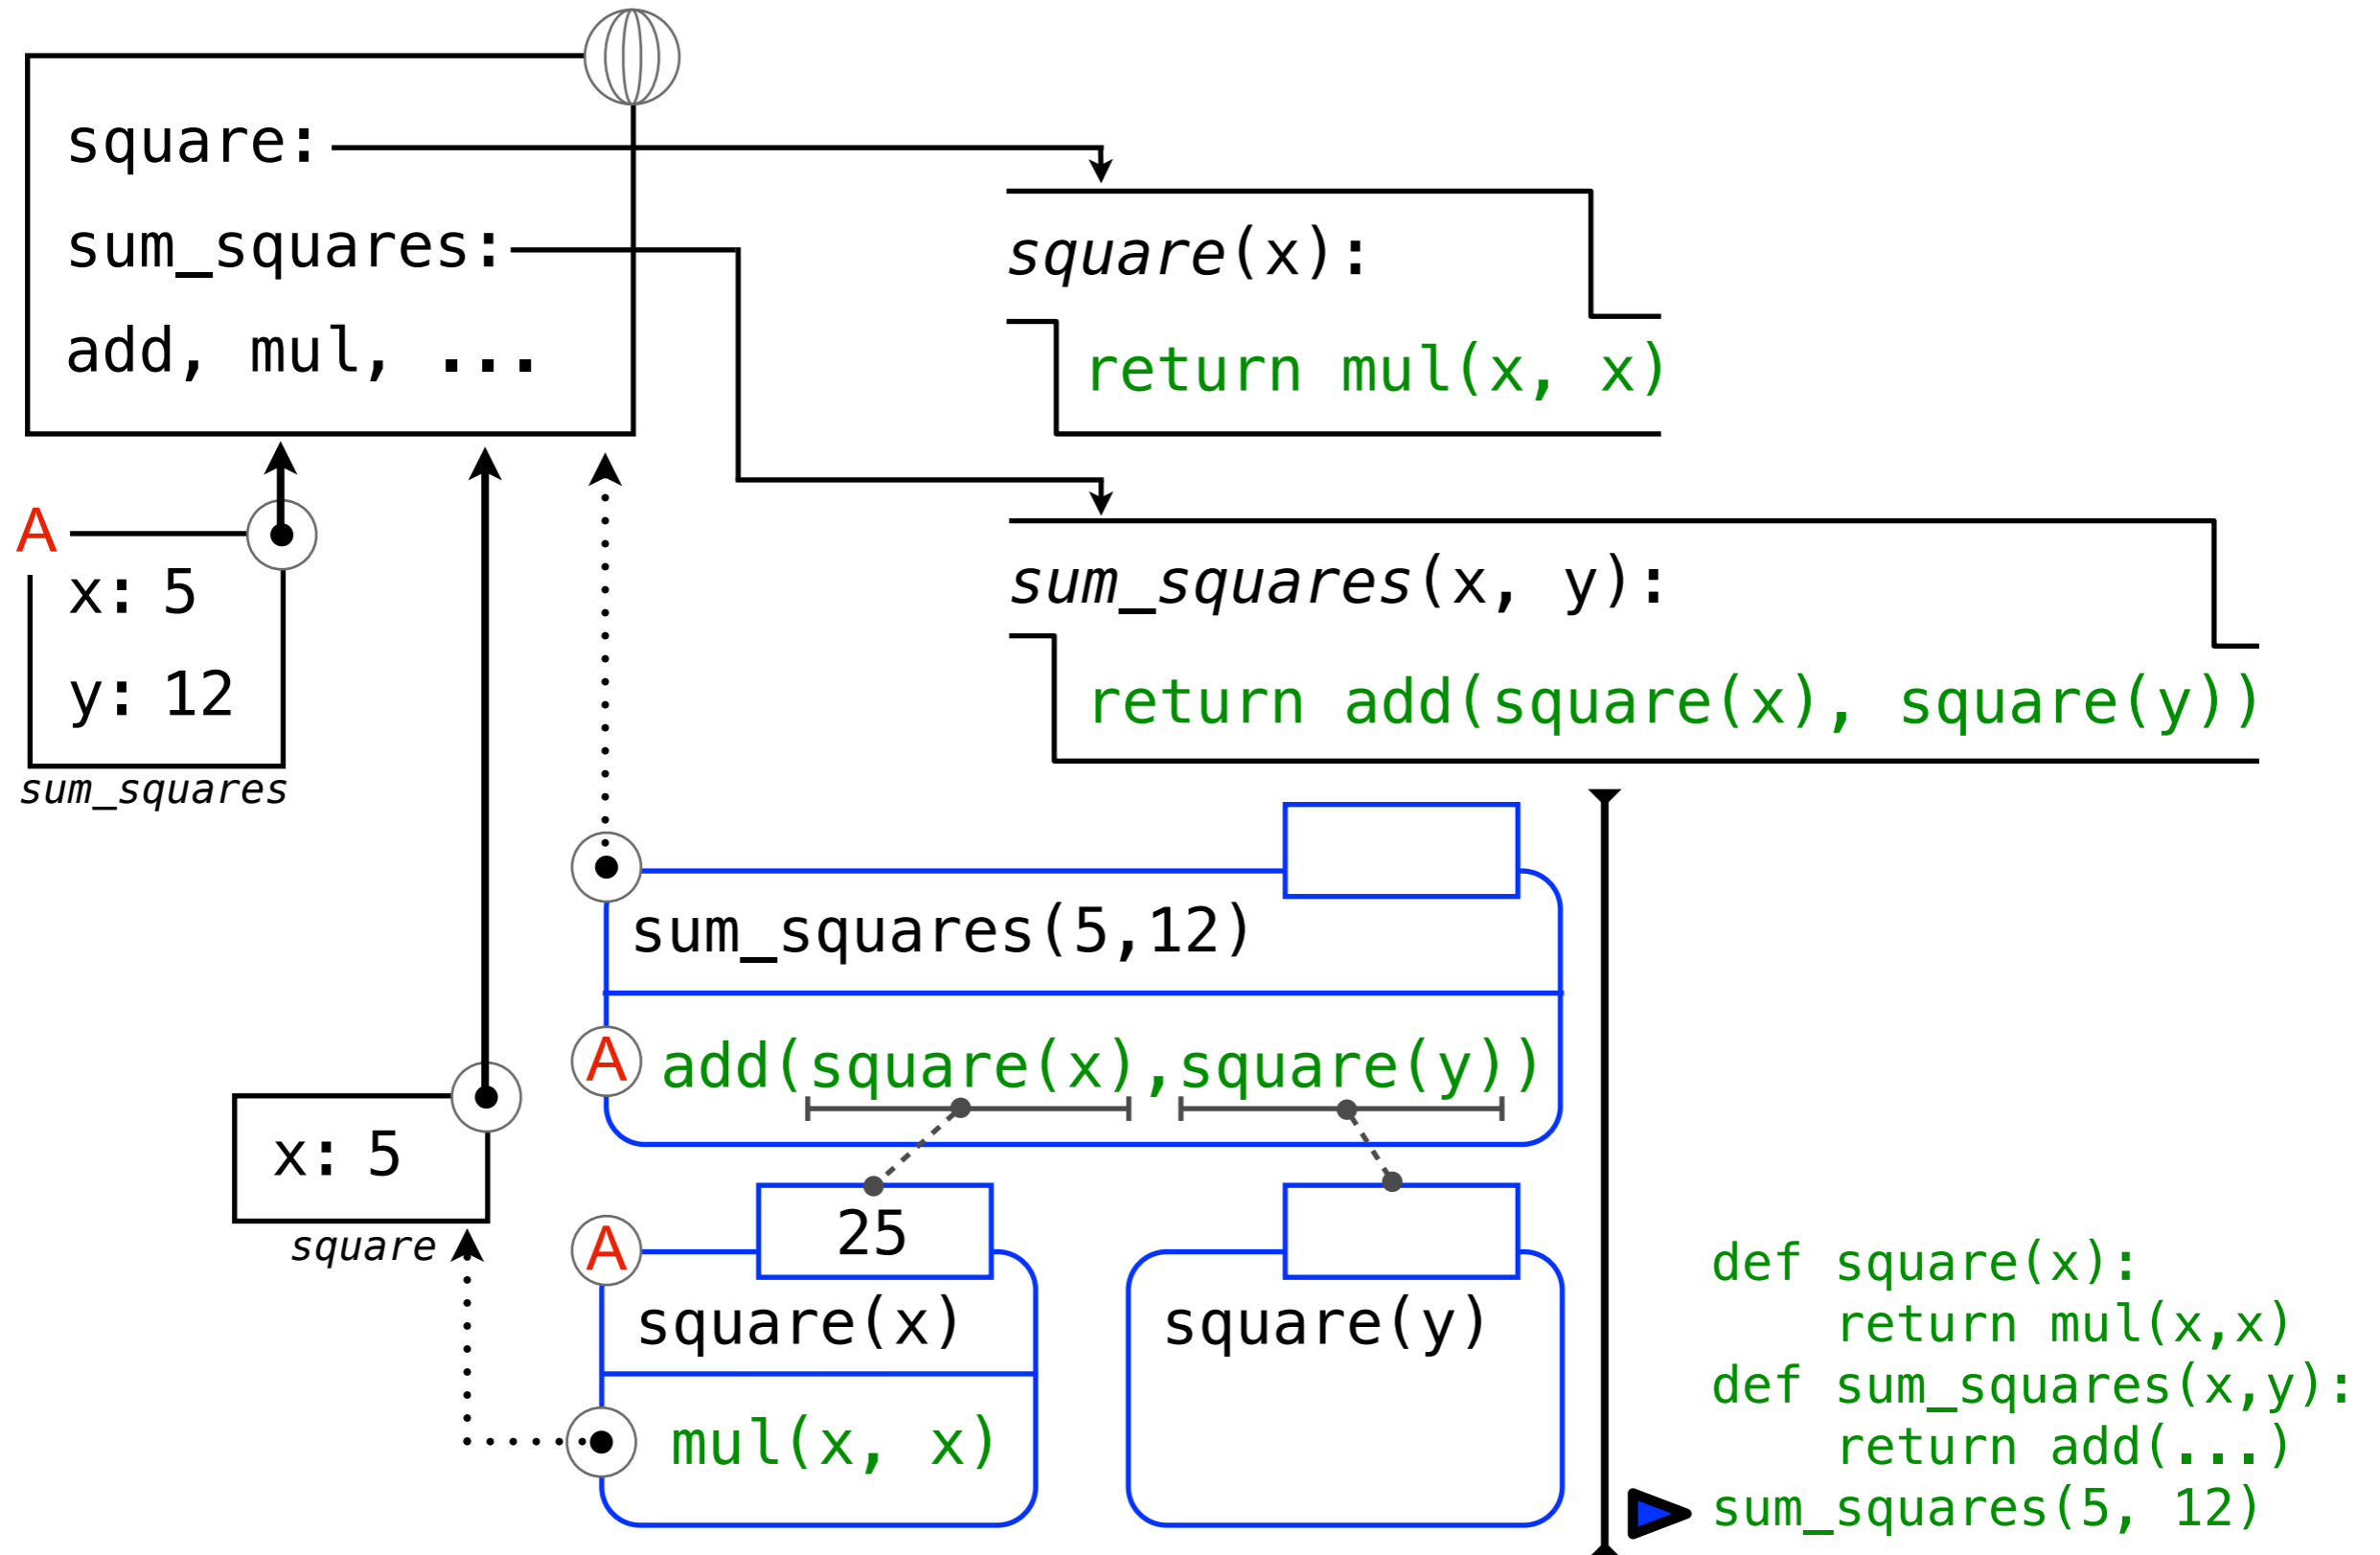 square:
sum_squares:
add, mul, ...
square(x):
return mul(x, x)
A
x: 5
y: 12
sum_squares
sum_squares(x, y):
return add(square(x), square(y))
sum_squares(5,12)
A add(square(x),square(y))
x: 5
square
A
25
square(x)
mul(x, x)
square(y)
def square(x):
return mul(x,x)
def sum_squares(x,y):
return add(...)
sum_squares(5, 12)